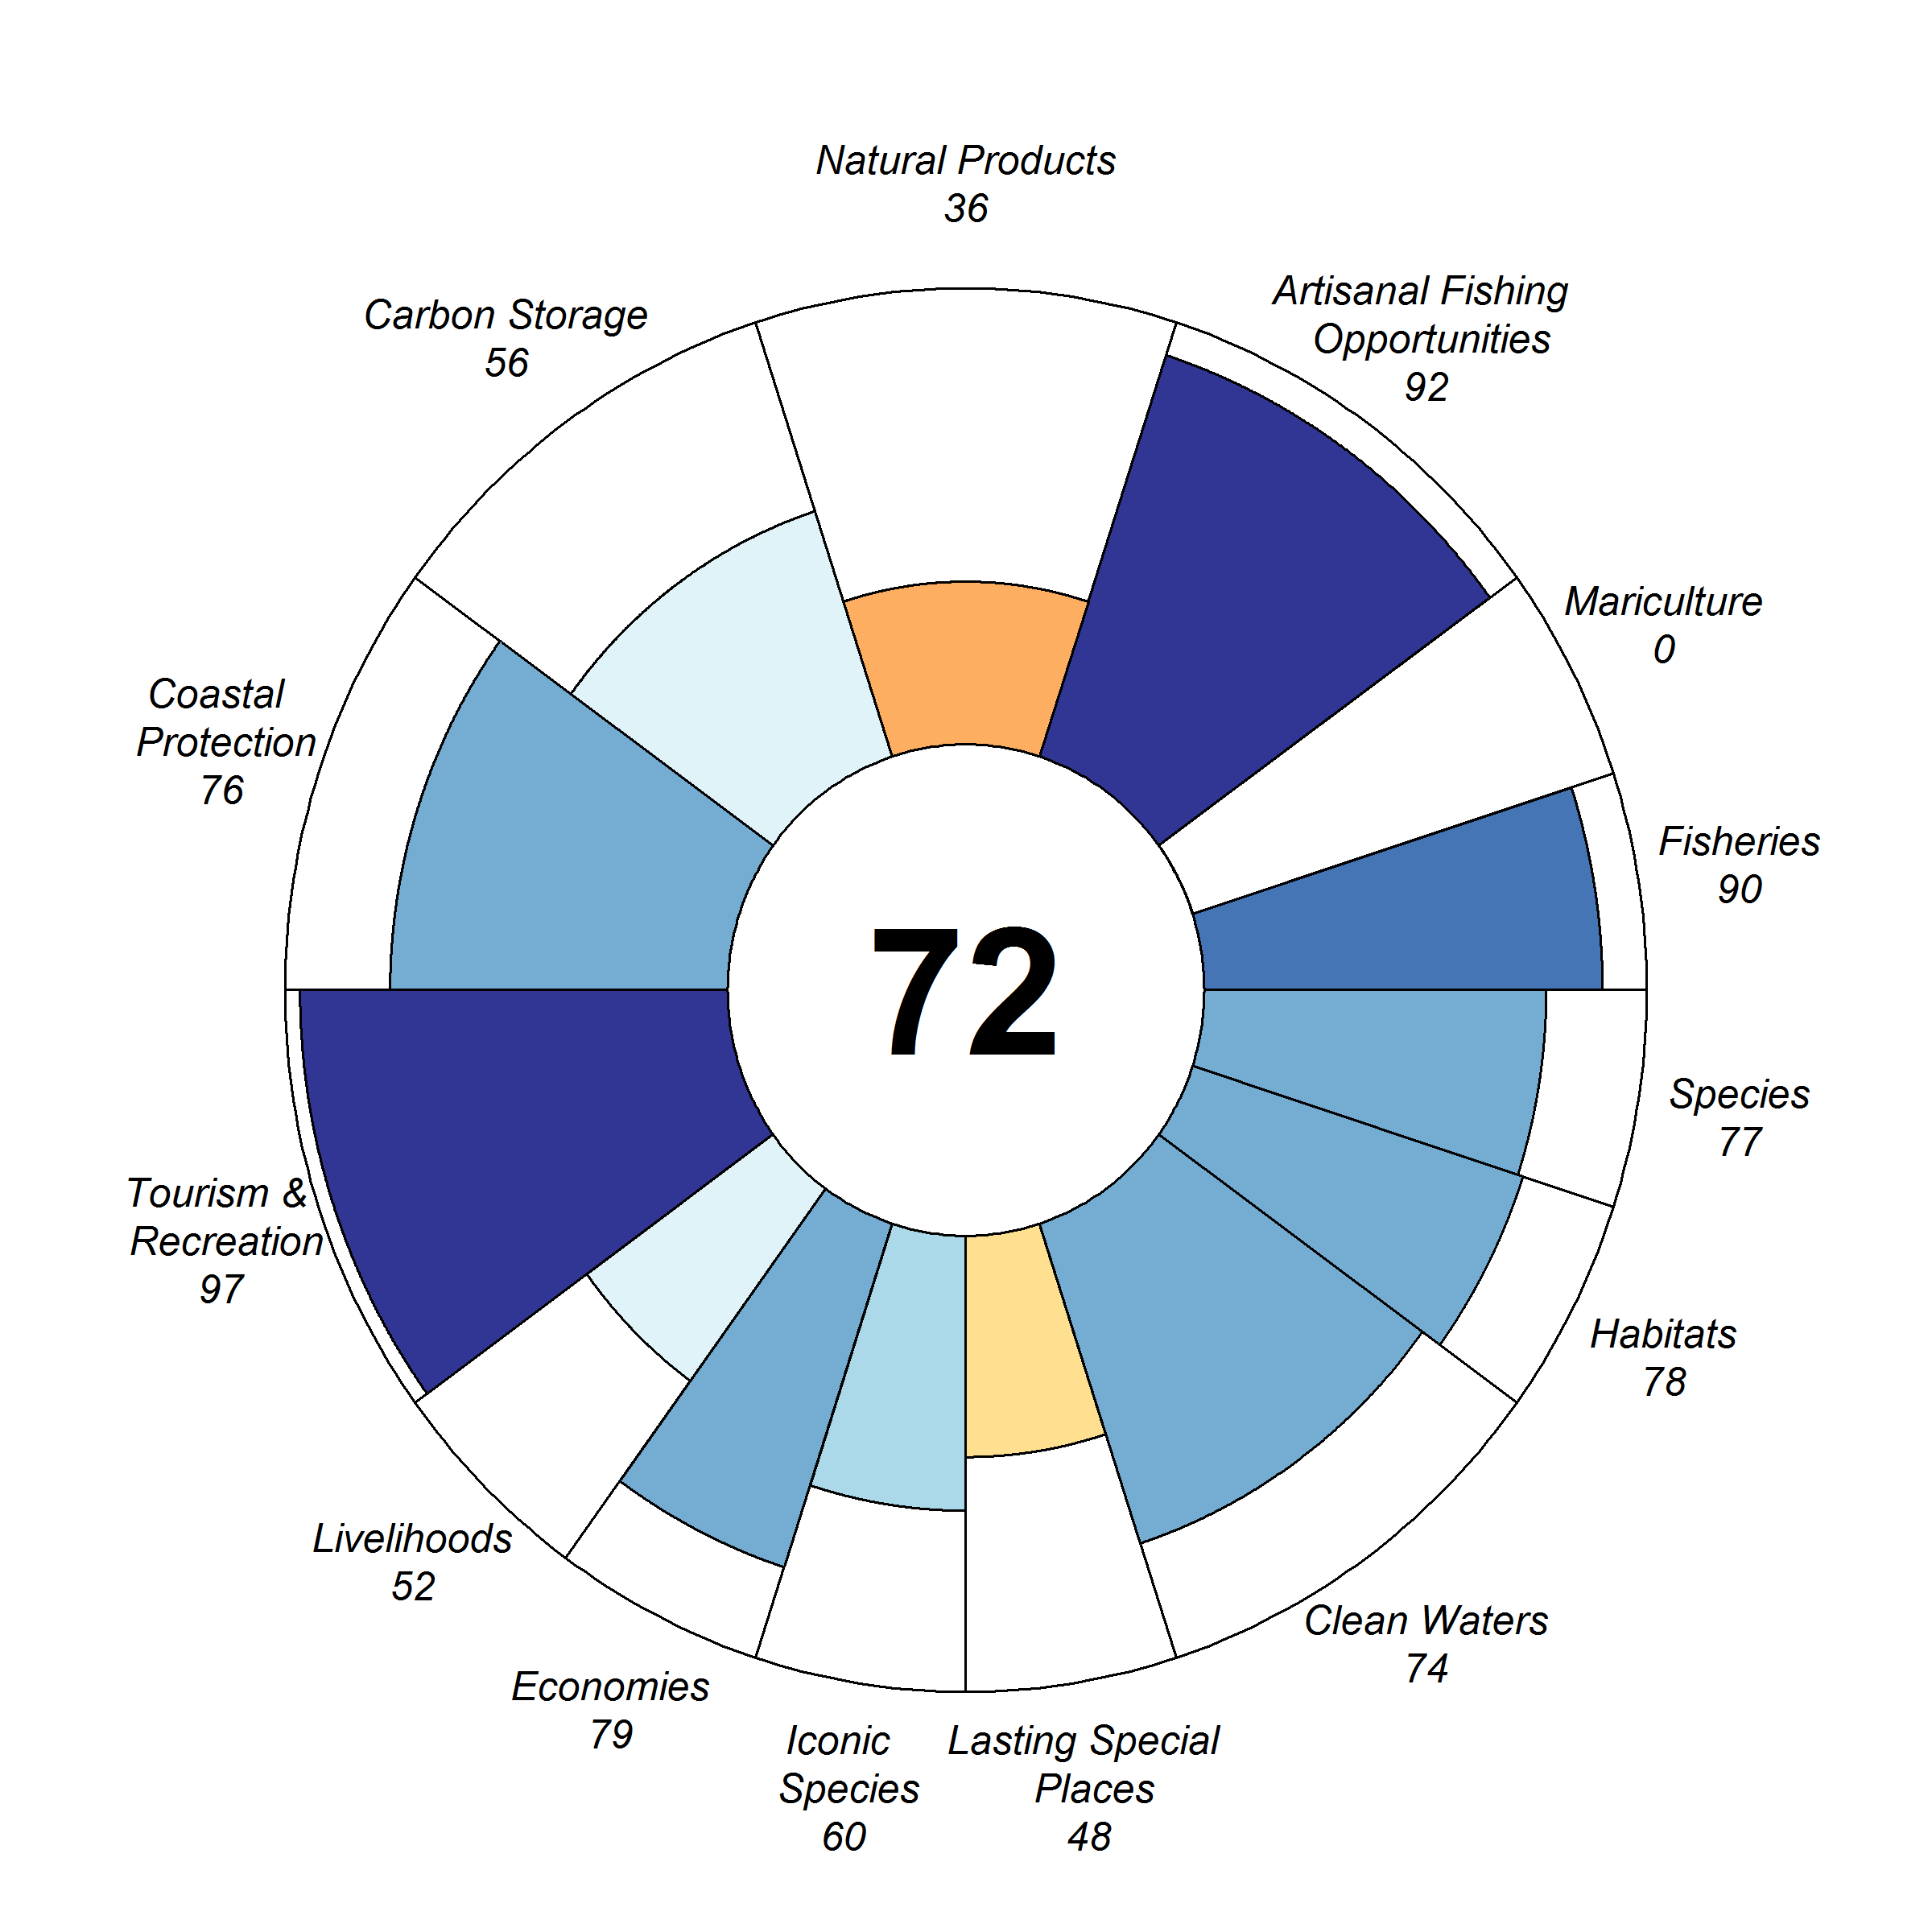 Natural Products
36
Artisanal Fishing
Opportunities
92
Carbon Storage
56
Mariculture
0
Coastal
Protection
76
Fisheries
90
72
Species
77
Tourism &
Recreation
97
Habitats
78
Livelihoods
52
Clean Waters
74
Economies
79
Iconic
Species
60
Lasting Special
Places
48